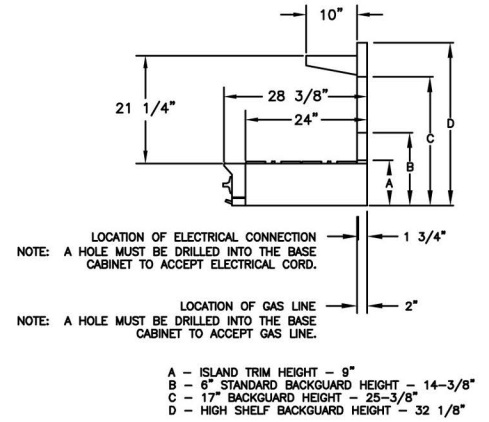 10"
28 3/8"
21 1/4"
24"
D
C
B
A
LOCATION OF ELECTRICAL CONNECTION
1 3/4"
NOTE: A HOLE MUST BE DRILLED INTO THE BASE
CABINET TO ACCEPT ELECTRICAL CORD.
LOCATION OF GAS LINE
2"
NOTE: A HOLE MUST BE DRILLED INTO THE BASE
CABINET TO ACCEPT GAS LINE.
A - ISLAND TRIM HEIGHT - 9"
B - 6" STANDARD BACKGUARD HEIGHT - 14-3/8"
C - 17" BACKGUARD HEIGHT - 25-3/8"
D - HIGH SHELF BACKGUARD HEIGHT - 32 1/8"